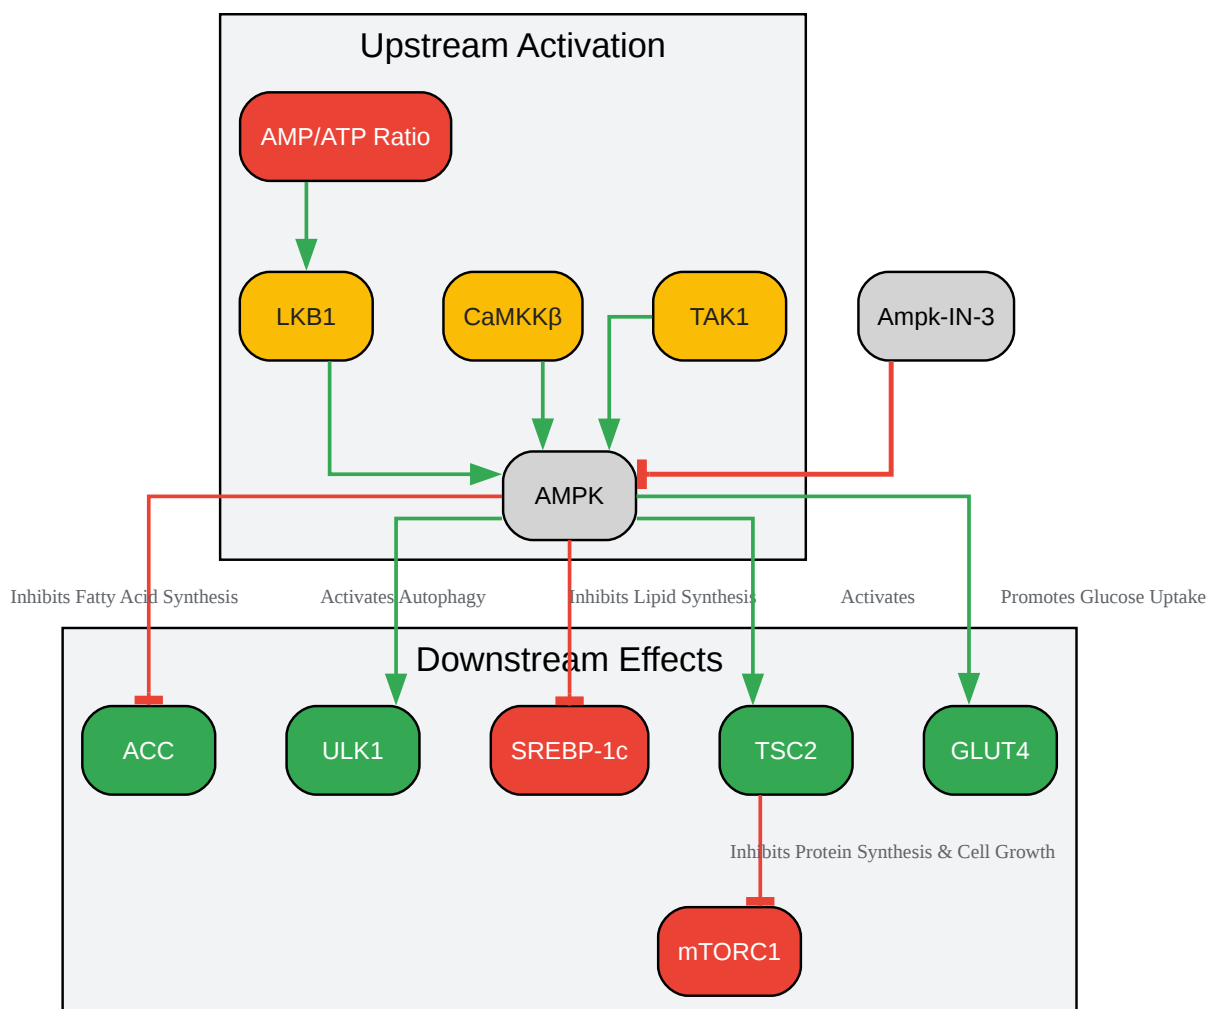 Upstream Activation
AMP/ATP Ratio
LKB1
CaMKKβ
TAK1
Ampk-IN-3
AMPK
Inhibits Fatty Acid Synthesis
Activates Autophagy
Inhibits Lipid Synthesis
Activates
Promotes Glucose Uptake
Downstream Effects
ACC
ULK1
SREBP-1c
TSC2
GLUT4
Inhibits Protein Synthesis & Cell Growth
mTORC1